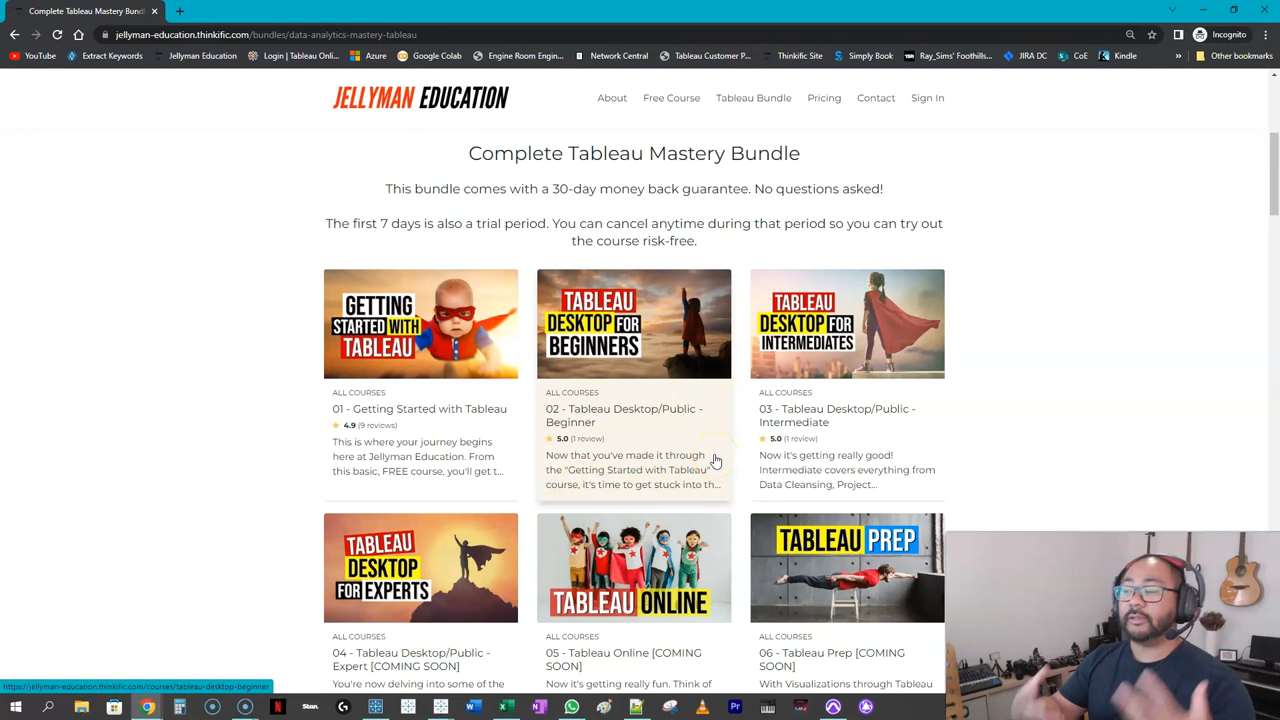 Complete Tableau Mastery Bundl
jellyman-education.thinkific.com/bundles/data-analytics-mastery-tableau
Incognito
YouTube
Extract Keywords
Jellyman Education
Login | Tableau Onli...
Azure
Google Colab
Engine Room Engin...
Network Central
Tableau Customer P...
Thinkific Site
Simply Book
Ray_Sims' Foothills...
JIRA DC
CoE
Kindle
»
Other bookmarks
JELLYMAN EDUCATION
About
Free Course
Tableau Bundle
Pricing
Contact
Sign In
Complete Tableau Mastery Bundle
This bundle comes with a 30-day money back guarantee. No questions asked!
The first 7 days is also a trial period. You can cancel anytime during that period so you can try out
the course risk-free.
GETTING
STARTED WITH
TABLEAU
ALL COURSES
01 - Getting Started with Tableau
4.9 (9 reviews)
This is where your journey begins
here at Jellyman Education. From
this basic, FREE course, you'll get t...
TABLEAU
DESKTOP FOR
BEGINNERS
ALL COURSES
02 - Tableau Desktop/Public -
Beginner
5.0 (1 review)
Now that you've made it through
the "Getting Started with Tableau"
course, it's time to get stuck into th...
TABLEAU
DESKTOP FOR
INTERMEDIATES
ALL COURSES
03 - Tableau Desktop/Public -
Intermediate
5.0 (1 review)
Now it's getting really good!
Intermediate covers everything from
Data Cleansing, Project...
TABLEAU
DESKTOP
FOR EXPERTS
ALL COURSES
04 - Tableau Desktop/Public -
Expert [COMING SOON]
You're now delving into some of the
TABLEAU ONLINE
ALL COURSES
05 - Tableau Online [COMING
SOON]
Now it's getting really fun. Think of
TABLEAU PREP
ALL COURSES
06 - Tableau Prep [COMING
SOON]
With Visualizations through Tableau
https://jellyman-education.thinkific.com/courses/tableau-desktop-beginner
Stan.